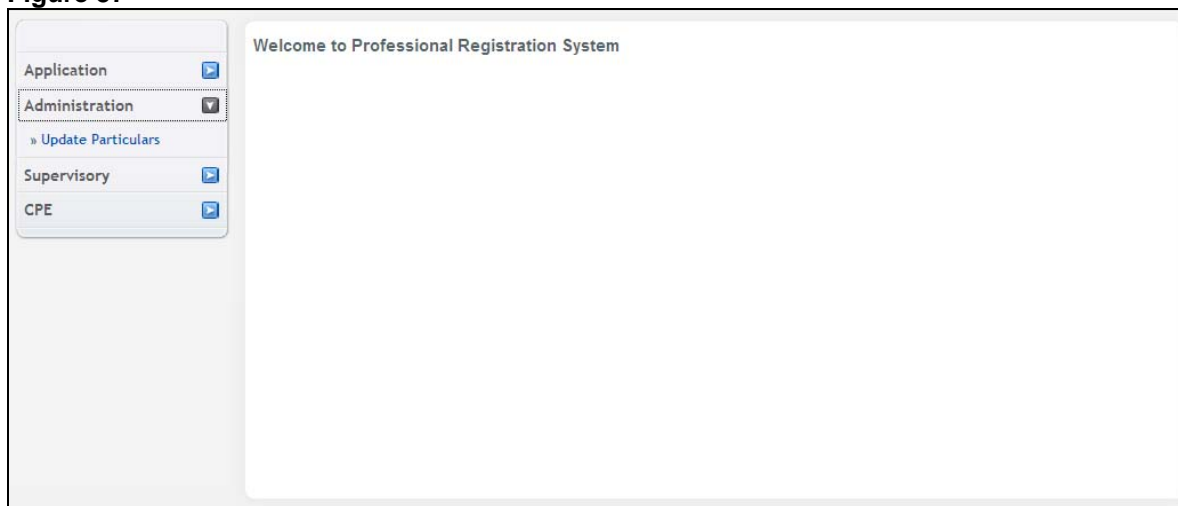 Welcome to Professional Registration System
Application
Administration
» Update Particulars
Supervisory
CPE